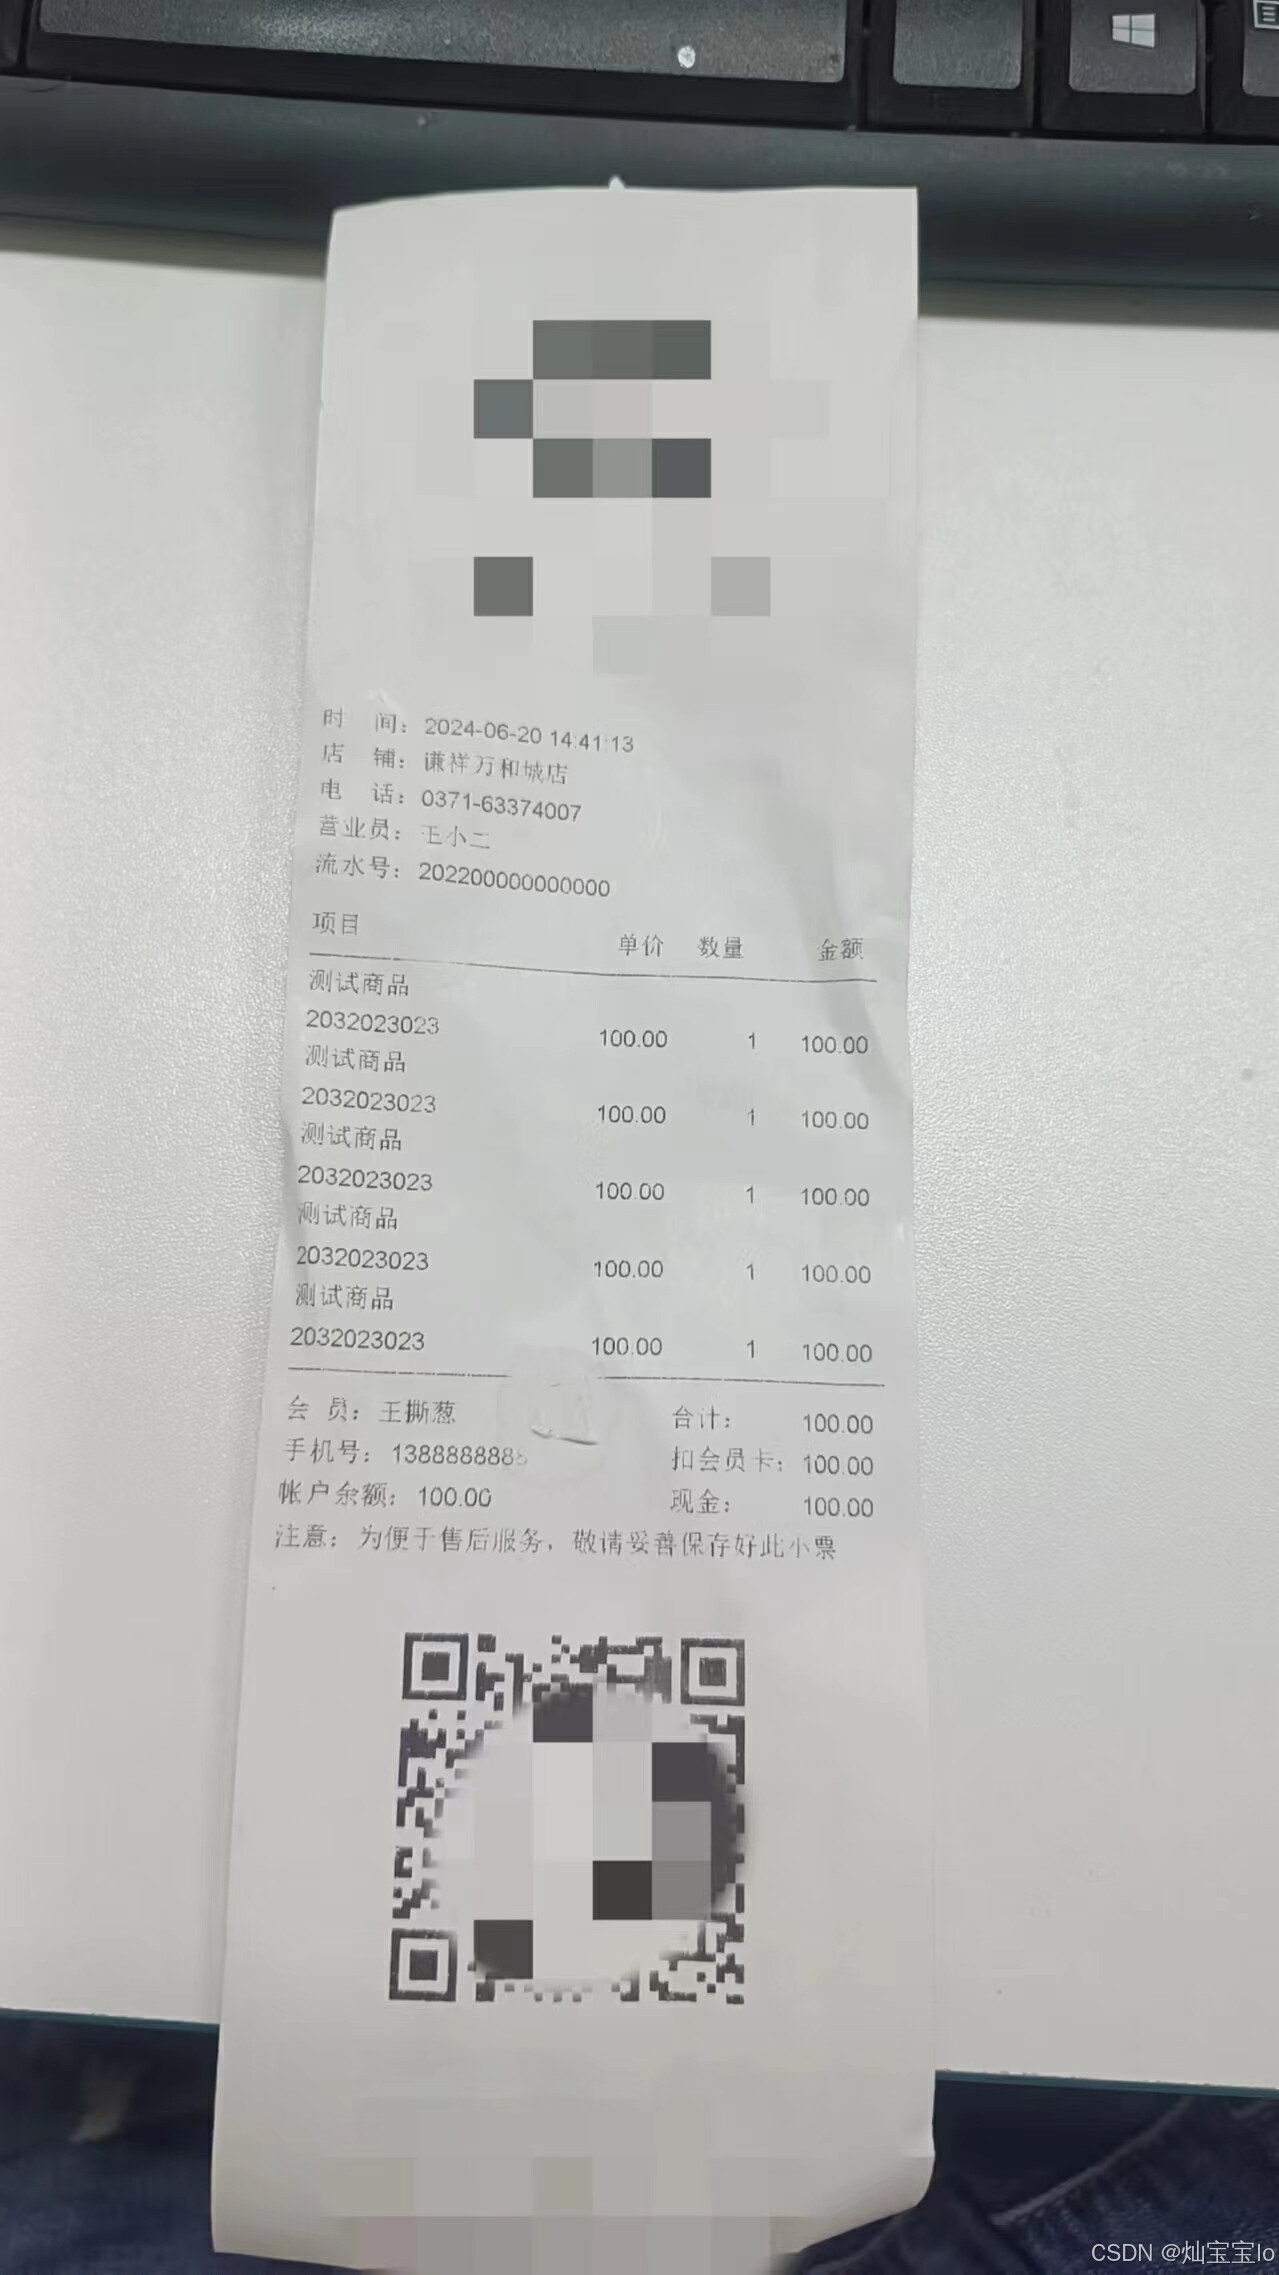 时 间：2024-06-20 14:41:13
店 铺：谦祥万和城店
电 话：0371-63374007
营业员：王小二
流水号：202200000000000
项目 单价 数量 金额
测试商品
2032023023 100.00 1 100.00
测试商品
2032023023 100.00 1 100.00
测试商品
2032023023 100.00 1 100.00
测试商品
2032023023 100.00 1 100.00
测试商品
2032023023 100.00 1 100.00
会 员：王撕葱 合计：100.00
手机号：13888888888 扣会员卡：100.00
帐户余额：100.00 现金：100.00
注意：为便于售后服务，敬请妥善保存好此小票
CSDN @灿宝宝lo